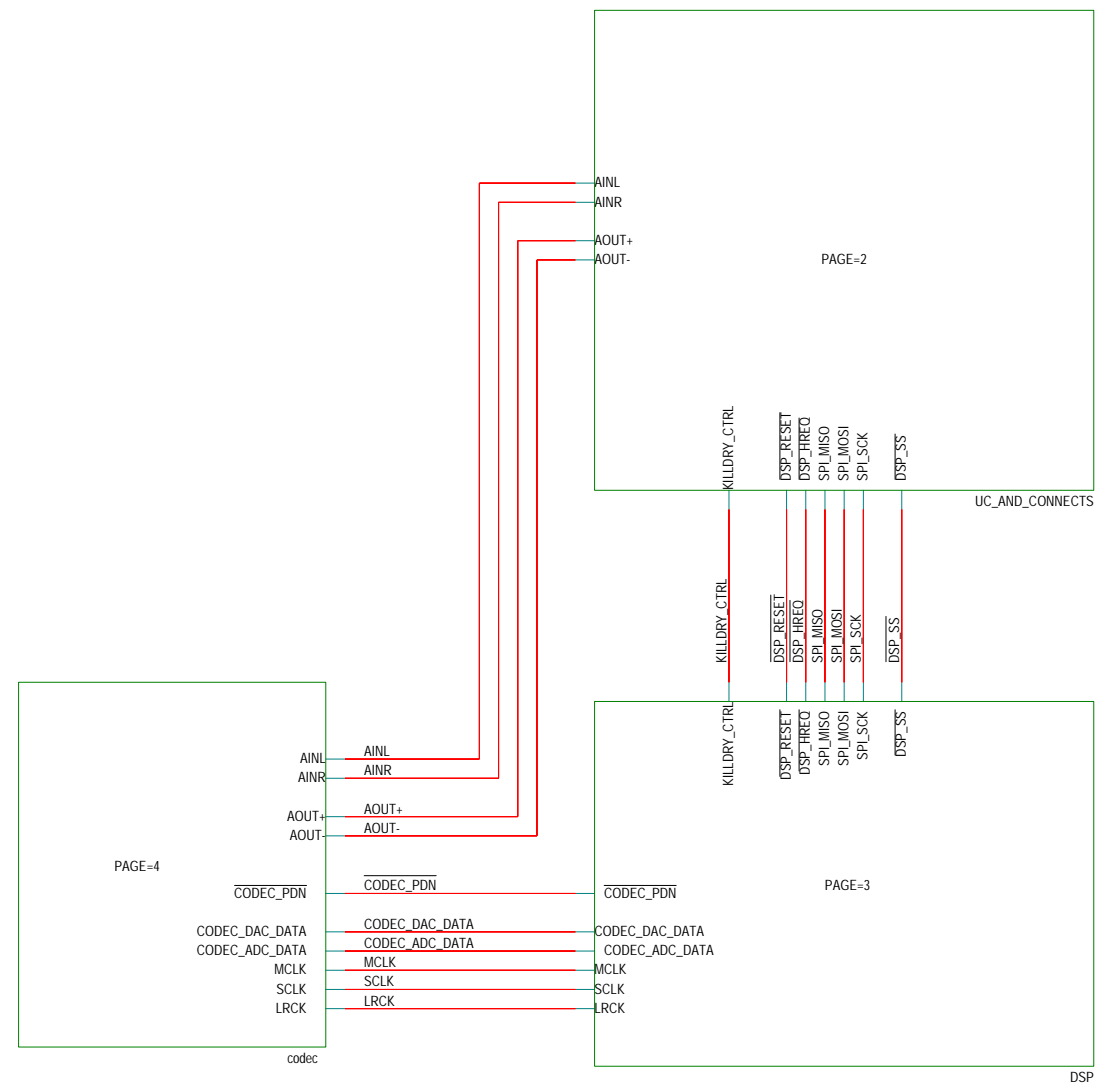 AINL
AINR
AOUT+
AOUT-
PAGE=2
KILLDRY_CTRL
DSP_RESET
DSP_HREQ
SPI_MISO
SPI_MOSI
SPI_SCK
DSP_SS
UC_AND_CONNECTS
KILLDRY_CTRL
DSP_RESET
DSP_HREQ
SPI_MISO
SPI_MOSI
SPI_SCK
DSP_SS
KILLDRY_CTRL
DSP_RESET
DSP_HREQ
SPI_MISO
SPI_MOSI
SPI_SCK
DSP_SS
AINL AINL
AINR AINR
AOUT+ AOUT+
AOUT- AOUT-
PAGE=4
PAGE=3
CODEC_PDN CODEC_PDN CODEC_PDN
CODEC_DAC_DATA CODEC_DAC_DATA CODEC_DAC_DATA
CODEC_ADC_DATA CODEC_ADC_DATA CODEC_ADC_DATA
MCLK MCLK MCLK
SCLK SCLK SCLK
LRCK LRCK LRCK
codec
DSP